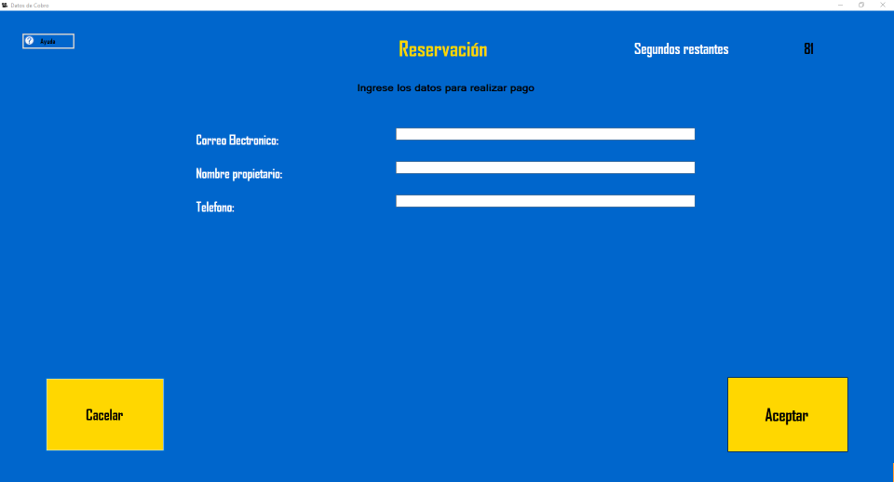 Datos de Cobro
Ayuda
Reservación
Segundos restantes
81
Ingrese los datos para realizar pago
Correo Electronico:
Nombre propietario:
Telefono:
Cacelar
Aceptar